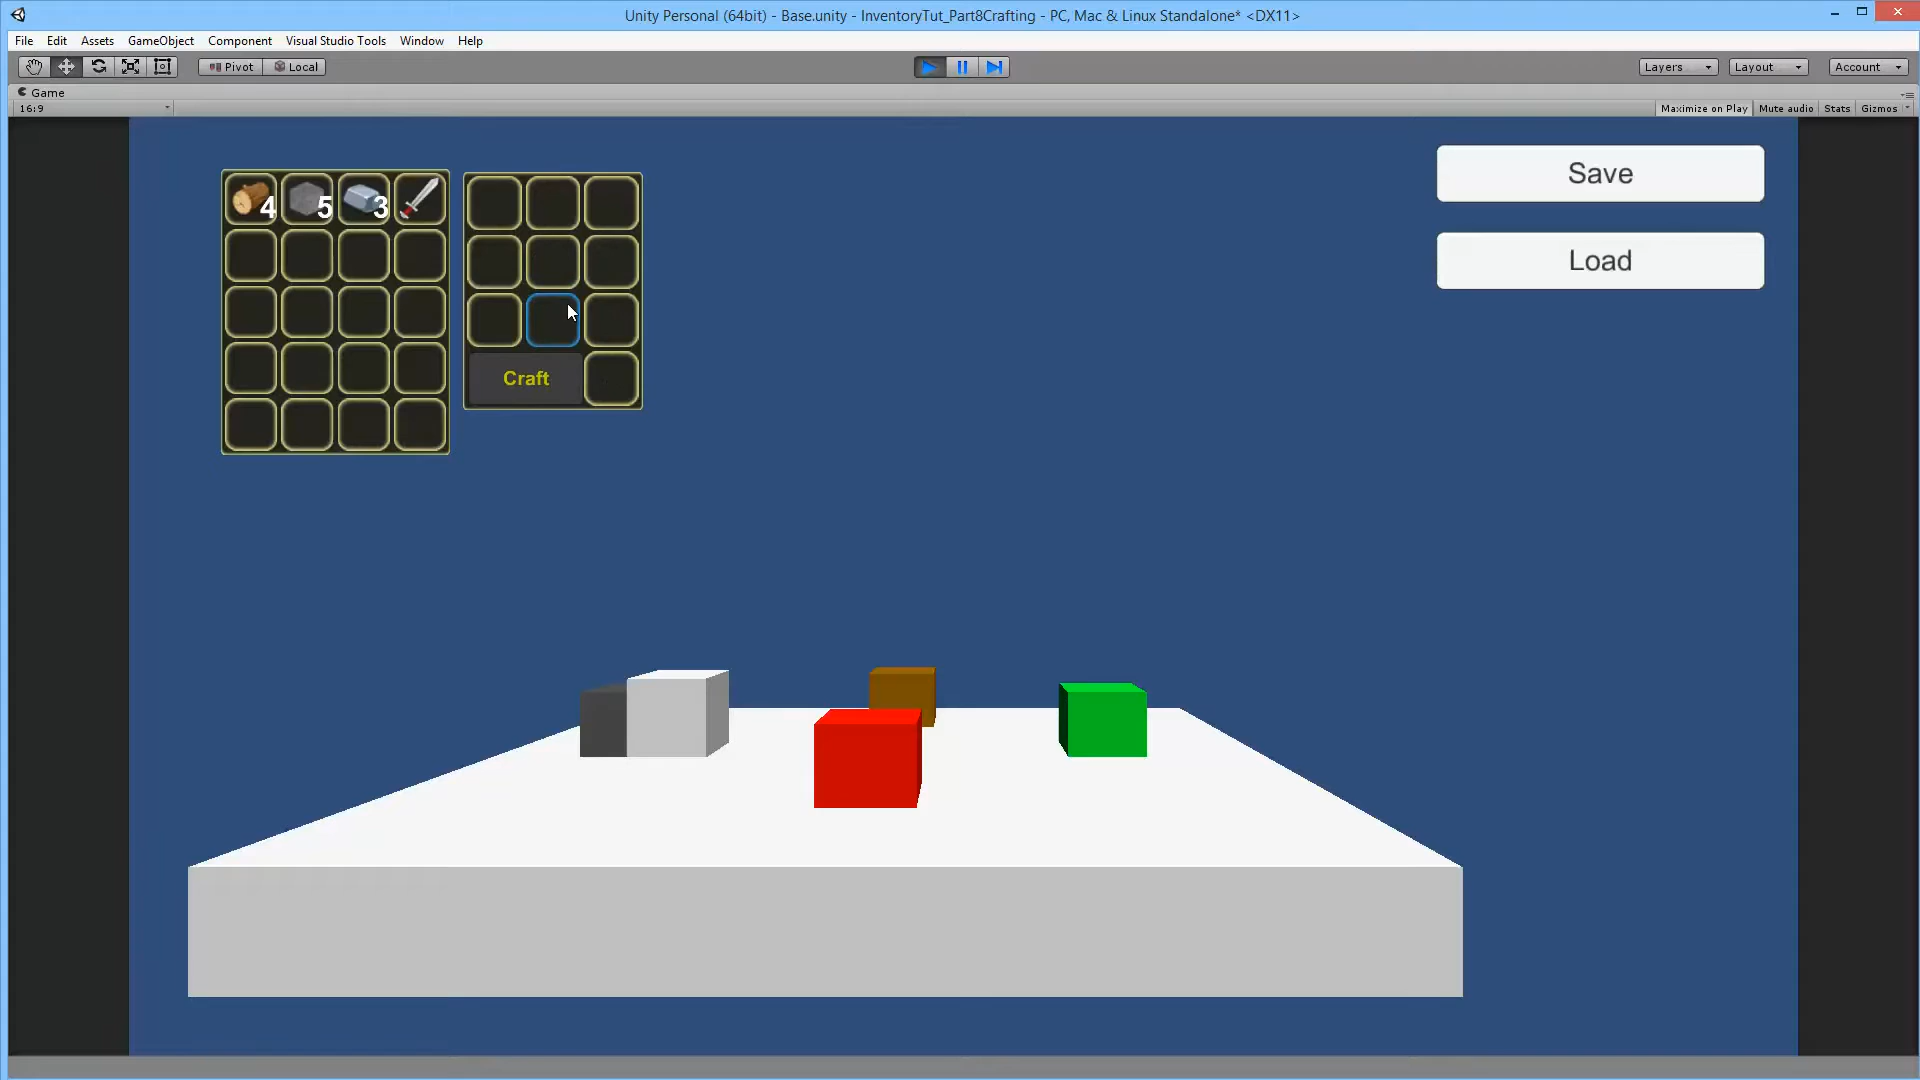 Unity Personal (64bit) - Base.unity - InventoryTut_Part8Crafting - PC, Mac & Linux Standalone* <DX11>
File Edit Assets GameObject Component Visual Studio Tools Window Help
Pivot Local Layers Layout Account
Game
16:9 Maximize on Play Mute audio Stats Gizmos
Save
4 5 3
Load
Craft